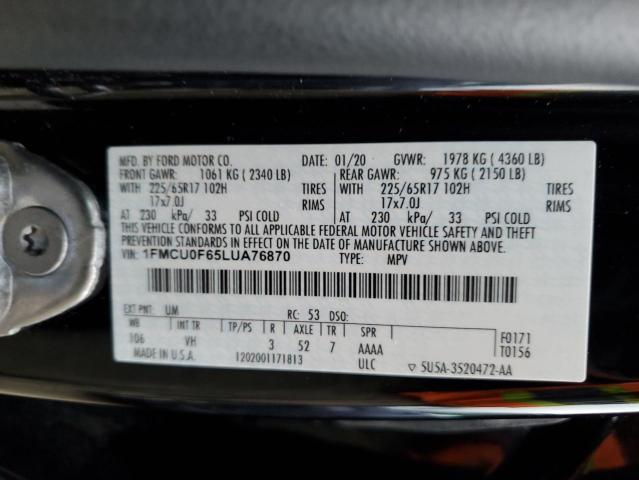 MFD. BY FORD MOTOR CO. DATE: 01/20 GVWR: 1978 KG ( 4360 LB)
FRONT GAWR: 1061 KG ( 2340 LB) REAR GAWR: 975 KG ( 2150 LB)
WITH 225/65R17 102H TIRES WITH 225/65R17 102H TIRES
17x7.0J RIMS 17x7.0J RIMS
AT 230 kPa/ 33 PSI COLD AT 230 kPa/ 33 PSI COLD
THIS VEHICLE CONFORMS TO ALL APPLICABLE FEDERAL MOTOR VEHICLE SAFETY AND THEFT
PREVENTION STANDARDS IN EFFECT ON THE DATE OF MANUFACTURE SHOWN ABOVE.
VIN: 1FMCU0F65LUA76870 TYPE: MPV
EXT PNT: UM RC: 53 DSO:
WB INT TR TP/PS R AXLE TR SPR F0171
106 VH 3 52 7 AAAA T0156
MADE IN U.S.A. 1202001171813 ULC ▽ 5U5A-3520472-AA